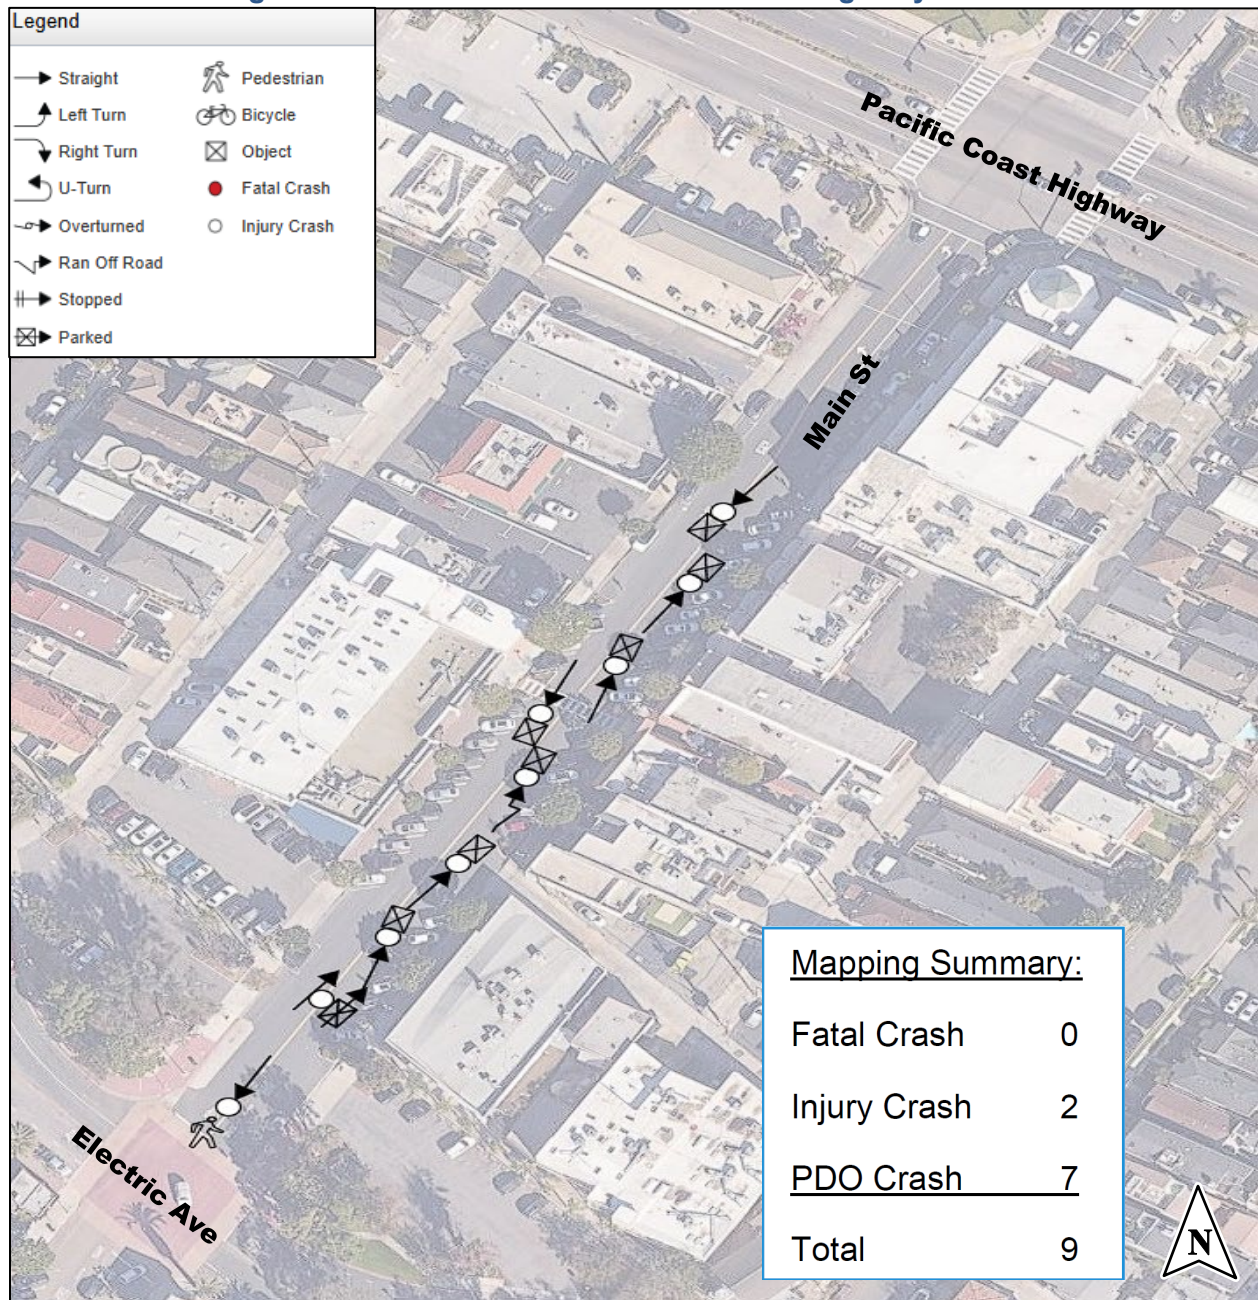 Legend
Straight
Left Turn
Right Turn
U-Turn
Overturned
Ran Off Road
Stopped
Parked
Pedestrian
Bicycle
Object
Fatal Crash
Injury Crash
Pacific Coast Highway
Main St
Electric Ave
Mapping Summary:
Fatal Crash 0
Injury Crash 2
PDO Crash 7
Total 9
N